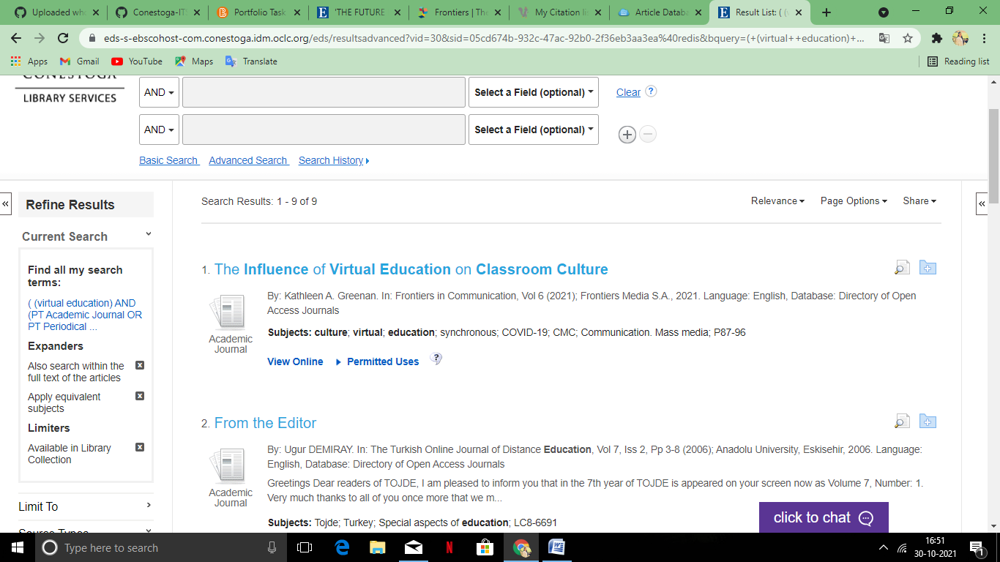 Uploaded who
Conestoga-IT
Portfolio Task
'THE FUTURE
Frontiers | The
My Citation lis
Article Databa
Result List: ( (v
eds-s-ebscohost-com.conestoga.idm.oclc.org/eds/resultsadvanced?vid=30&sid=05cd674b-932c-47ac-92b0-2f36eb3aa3ea%40redis&bquery=(+(virtual++education)+...
Apps
Gmail
YouTube
Maps
Translate
Reading list
CONESTOGA
LIBRARY SERVICES
AND
Select a Field (optional)
Clear
AND
Select a Field (optional)
Basic Search
Advanced Search
Search History
Refine Results
Current Search
Find all my search
terms:
( (virtual education) AND
(PT Academic Journal OR
PT Periodical ...
Expanders
Also search within the
full text of the articles
Apply equivalent
subjects
Limiters
Available in Library
Collection
Limit To
Source Types
Search Results: 1 - 9 of 9
Relevance
Page Options
Share
1. The Influence of Virtual Education on Classroom Culture
Academic
Journal
By: Kathleen A. Greenan. In: Frontiers in Communication, Vol 6 (2021); Frontiers Media S.A., 2021. Language: English, Database: Directory of Open
Access Journals
Subjects: culture; virtual; education; synchronous; COVID-19; CMC; Communication. Mass media; P87-96
View Online
Permitted Uses
2. From the Editor
Academic
Journal
By: Ugur DEMIRAY. In: The Turkish Online Journal of Distance Education, Vol 7, Iss 2, Pp 3-8 (2006); Anadolu University, Eskisehir, 2006. Language:
English, Database: Directory of Open Access Journals
Greetings Dear readers of TOJDE, I am pleased to inform you that in the 7th year of TOJDE is appeared on your screen now as Volume 7, Number: 1.
Very much thanks to all of you once more that we m...
Subjects: Tojde; Turkey; Special aspects of education; LC8-6691
click to chat
Type here to search
16:51
30-10-2021
1